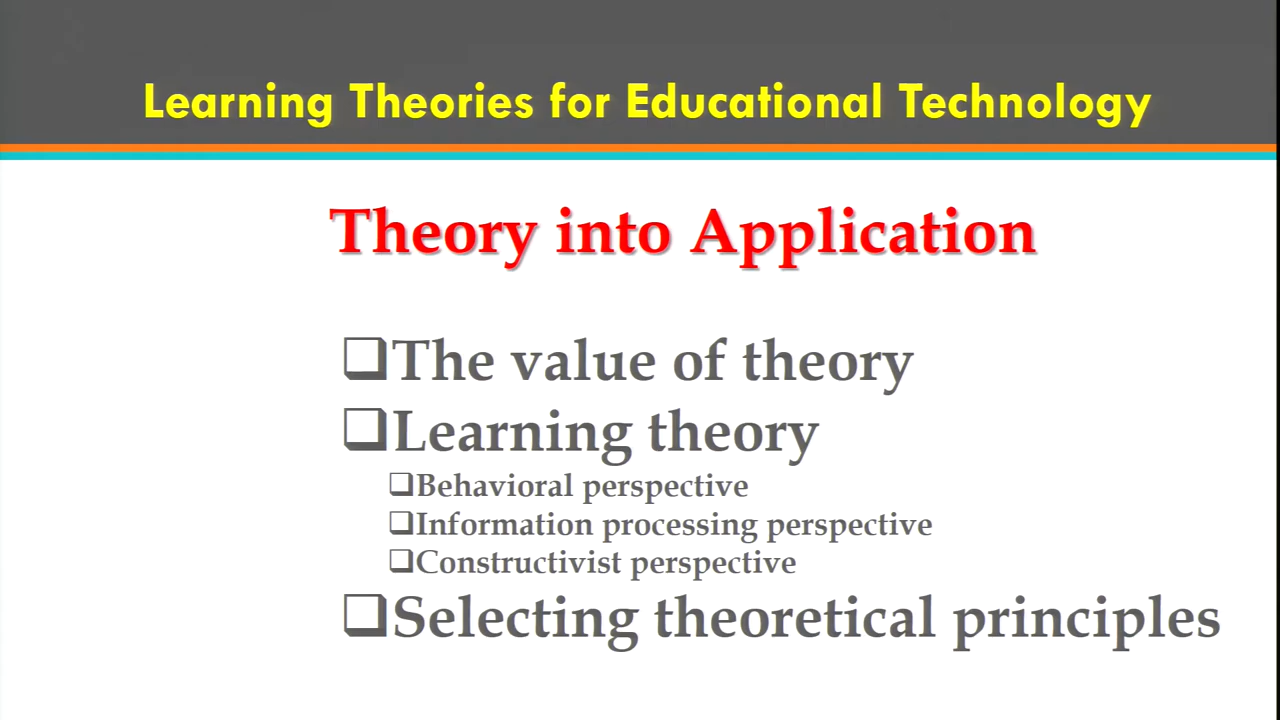 Learning Theories for Educational Technology
Theory into Application
❑The value of theory
❑Learning theory
❑Behavioral perspective
❑Information processing perspective
❑Constructivist perspective
❑Selecting theoretical principles